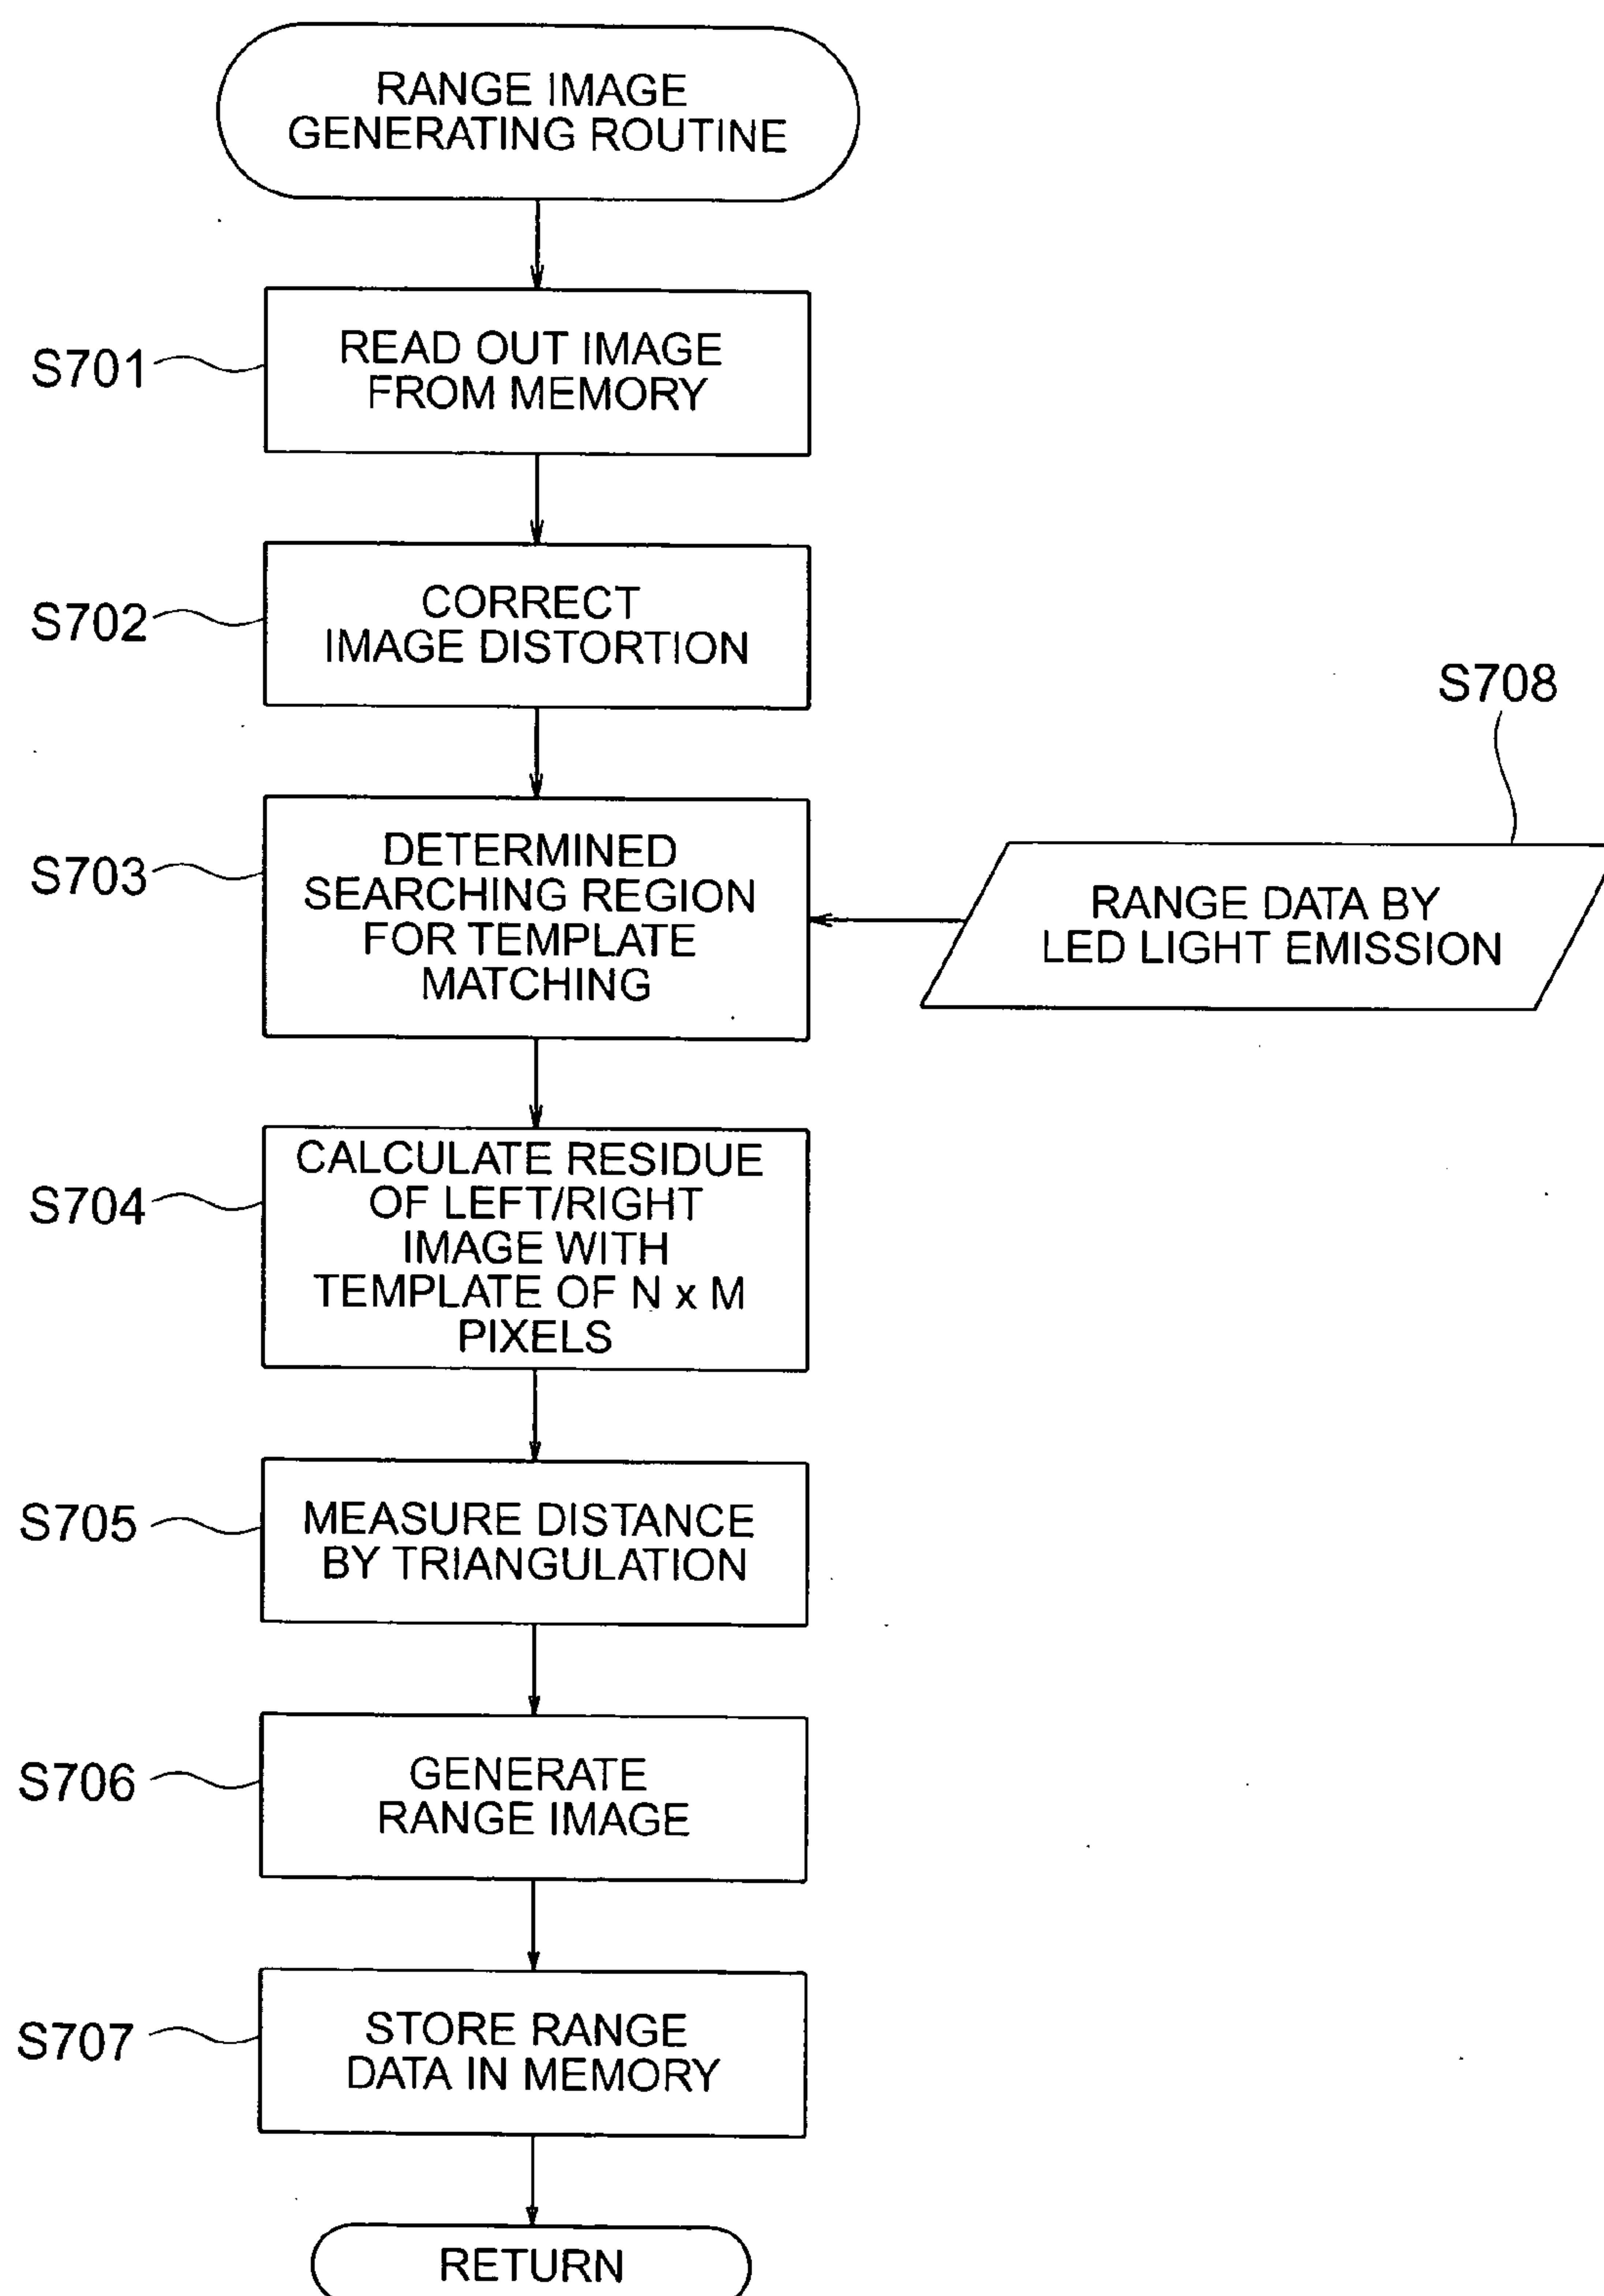 RANGE IMAGE
GENERATING ROUTINE
S701
READ OUT IMAGE
FROM MEMORY
S702
CORRECT
IMAGE DISTORTION
S703
DETERMINED
SEARCHING REGION
FOR TEMPLATE
MATCHING
S708
RANGE DATA BY
LED LIGHT EMISSION
S704
CALCULATE RESIDUE
OF LEFT/RIGHT
IMAGE WITH
TEMPLATE OF N x M
PIXELS
S705
MEASURE DISTANCE
BY TRIANGULATION
S706
GENERATE
RANGE IMAGE
S707
STORE RANGE
DATA IN MEMORY
RETURN